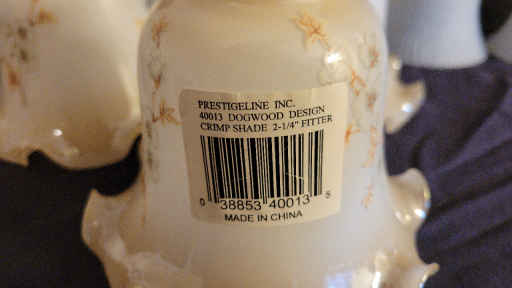 PRESTIGELINE INC.
40013 DOGWOOD DESIGN
CRIMP SHADE 2-1/4" FITTER
0 38853 40013 5
MADE IN CHINA